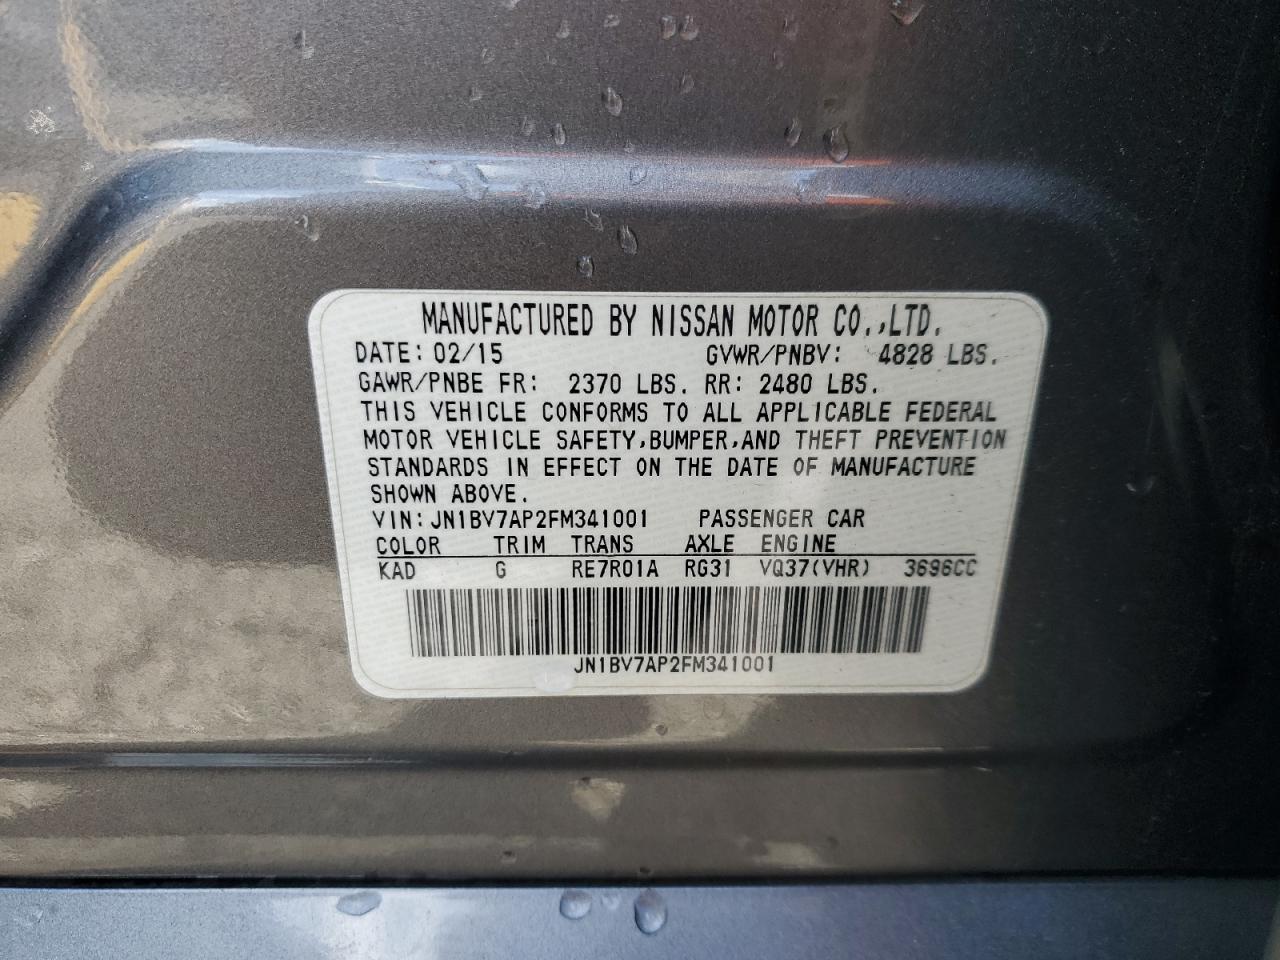 MANUFACTURED BY NISSAN MOTOR CO.,LTD.
DATE: 02/15 GVWR/PNBV: 4828 LBS.
GAWR/PNBE FR: 2370 LBS. RR: 2480 LBS.
THIS VEHICLE CONFORMS TO ALL APPLICABLE FEDERAL
MOTOR VEHICLE SAFETY,BUMPER,AND THEFT PREVENTION
STANDARDS IN EFFECT ON THE DATE OF MANUFACTURE
SHOWN ABOVE.
VIN: JN1BV7AP2FM341001 PASSENGER CAR
COLOR TRIM TRANS AXLE ENGINE
KAD G RE7R01A RG31 VQ37(VHR) 3696CC
JN1BV7AP2FM341001